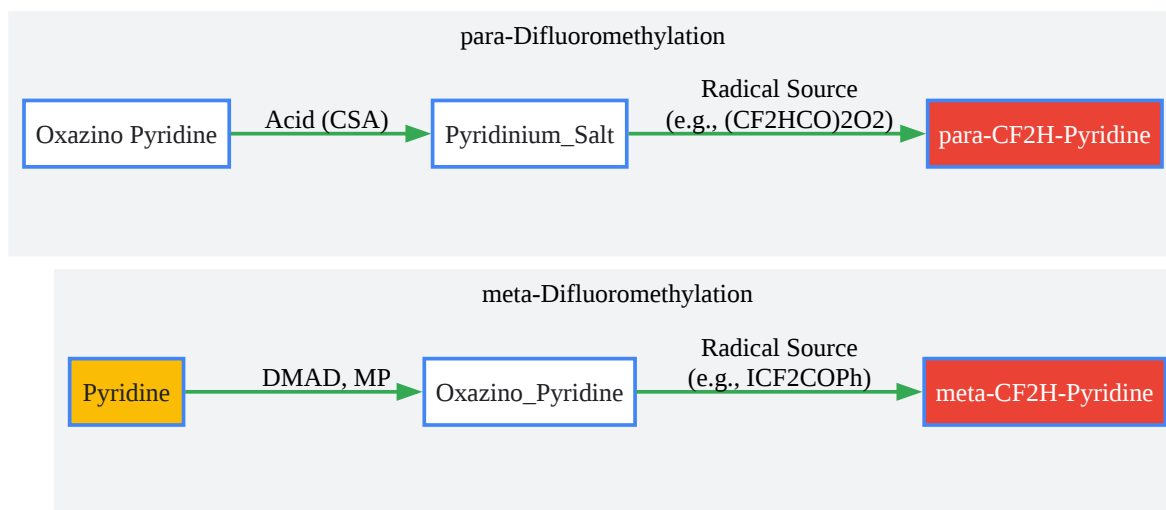 para-Difluoromethylation
Oxazino Pyridine
Acid (CSA)
Pyridinium_Salt
Radical Source
(e.g., (CF2HCO)2O2)
para-CF2H-Pyridine
meta-Difluoromethylation
Pyridine
DMAD, MP
Oxazino_Pyridine
Radical Source
(e.g., ICF2COPh)
meta-CF2H-Pyridine